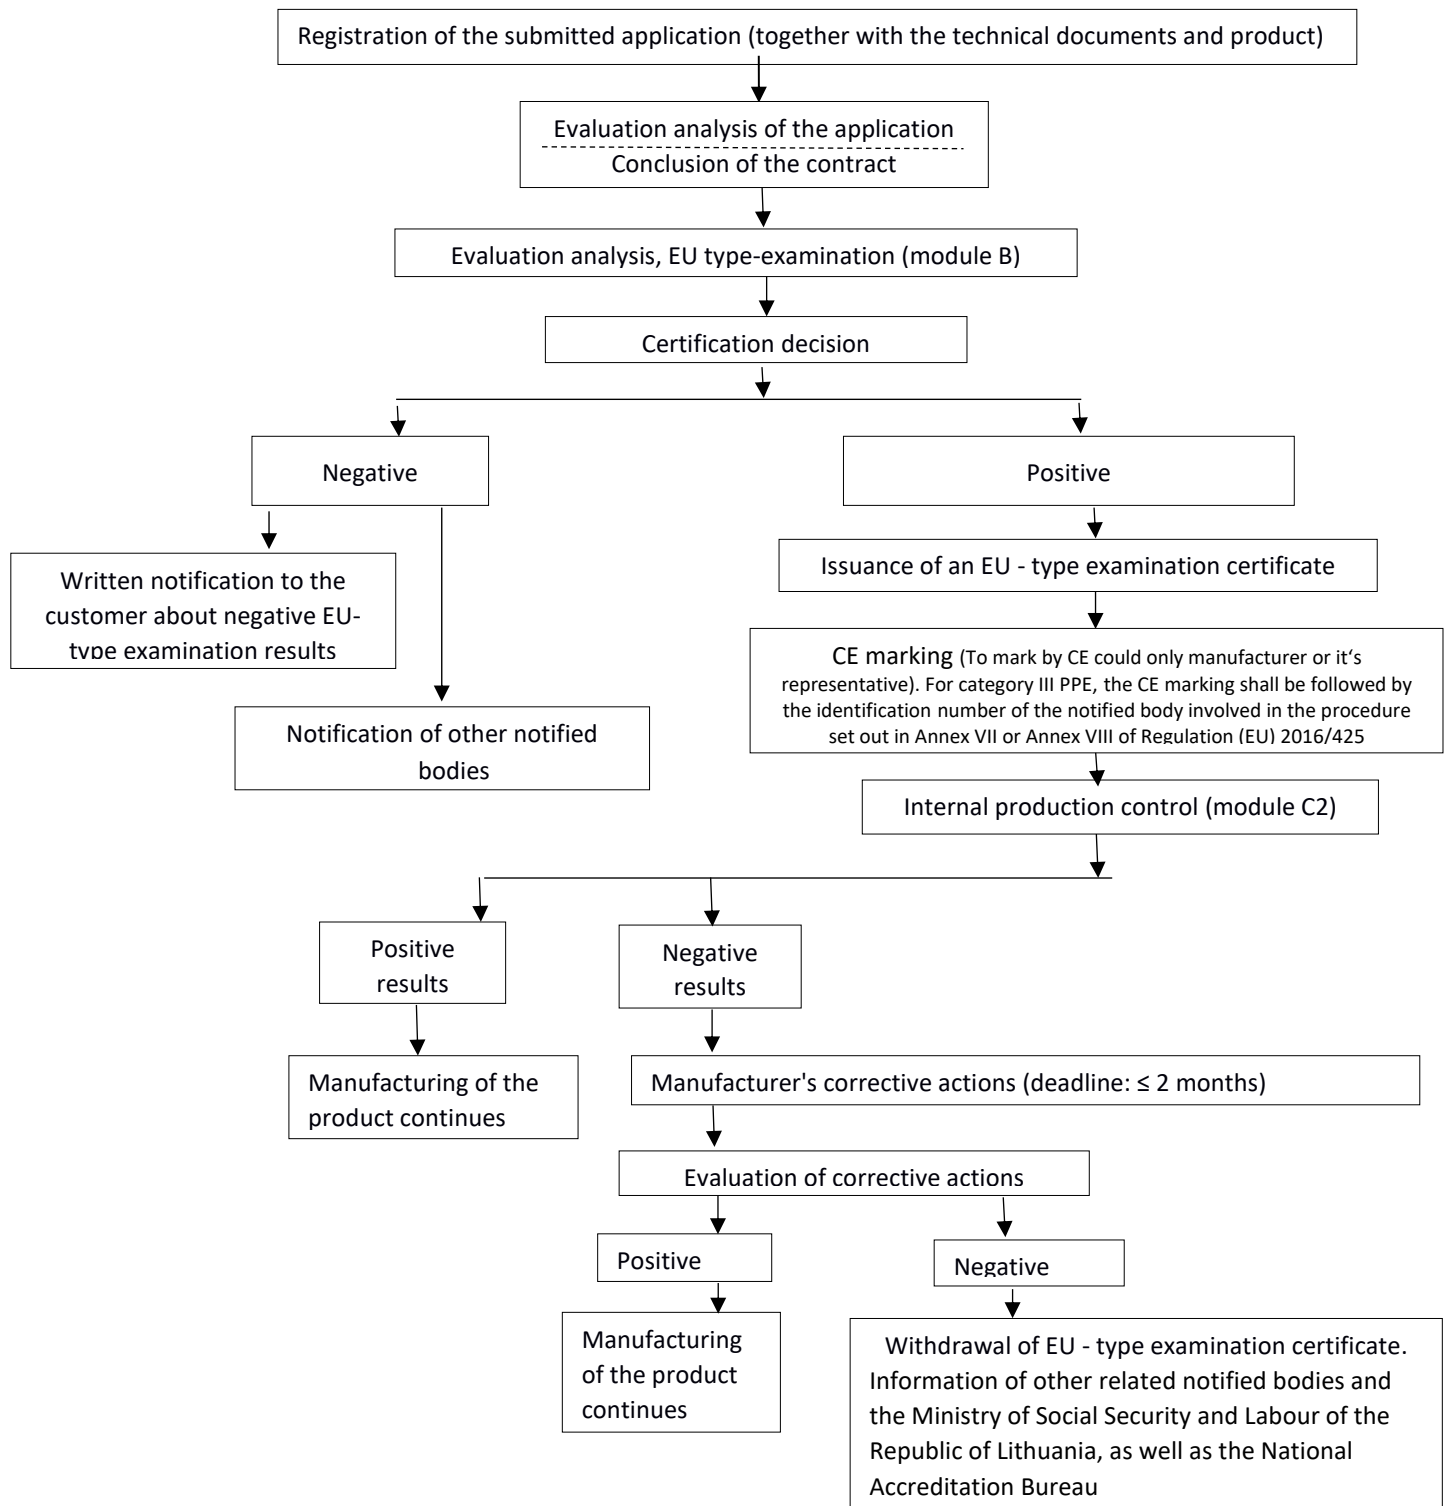 Registration of the submitted application (together with the technical documents and product)
Evaluation analysis of the application
Conclusion of the contract
Evaluation analysis, EU type-examination (module B)
Certification decision
Negative
Positive
Written notification to the
customer about negative EU-
type examination results
Issuance of an EU - type examination certificate
CE marking (To mark by CE could only manufacturer or it‘s
representative). For category III PPE, the CE marking shall be followed by
the identification number of the notified body involved in the procedure
set out in Annex VII or Annex VIII of Regulation (EU) 2016/425
Notification of other notified
bodies
Internal production control (module C2)
Positive
results
Negative
results
Manufacturing of the
product continues
Manufacturer's corrective actions (deadline: ≤ 2 months)
Evaluation of corrective actions
Positive
Negative
Manufacturing
of the product
continues
Withdrawal of EU - type examination certificate.
Information of other related notified bodies and
the Ministry of Social Security and Labour of the
Republic of Lithuania, as well as the National
Accreditation Bureau